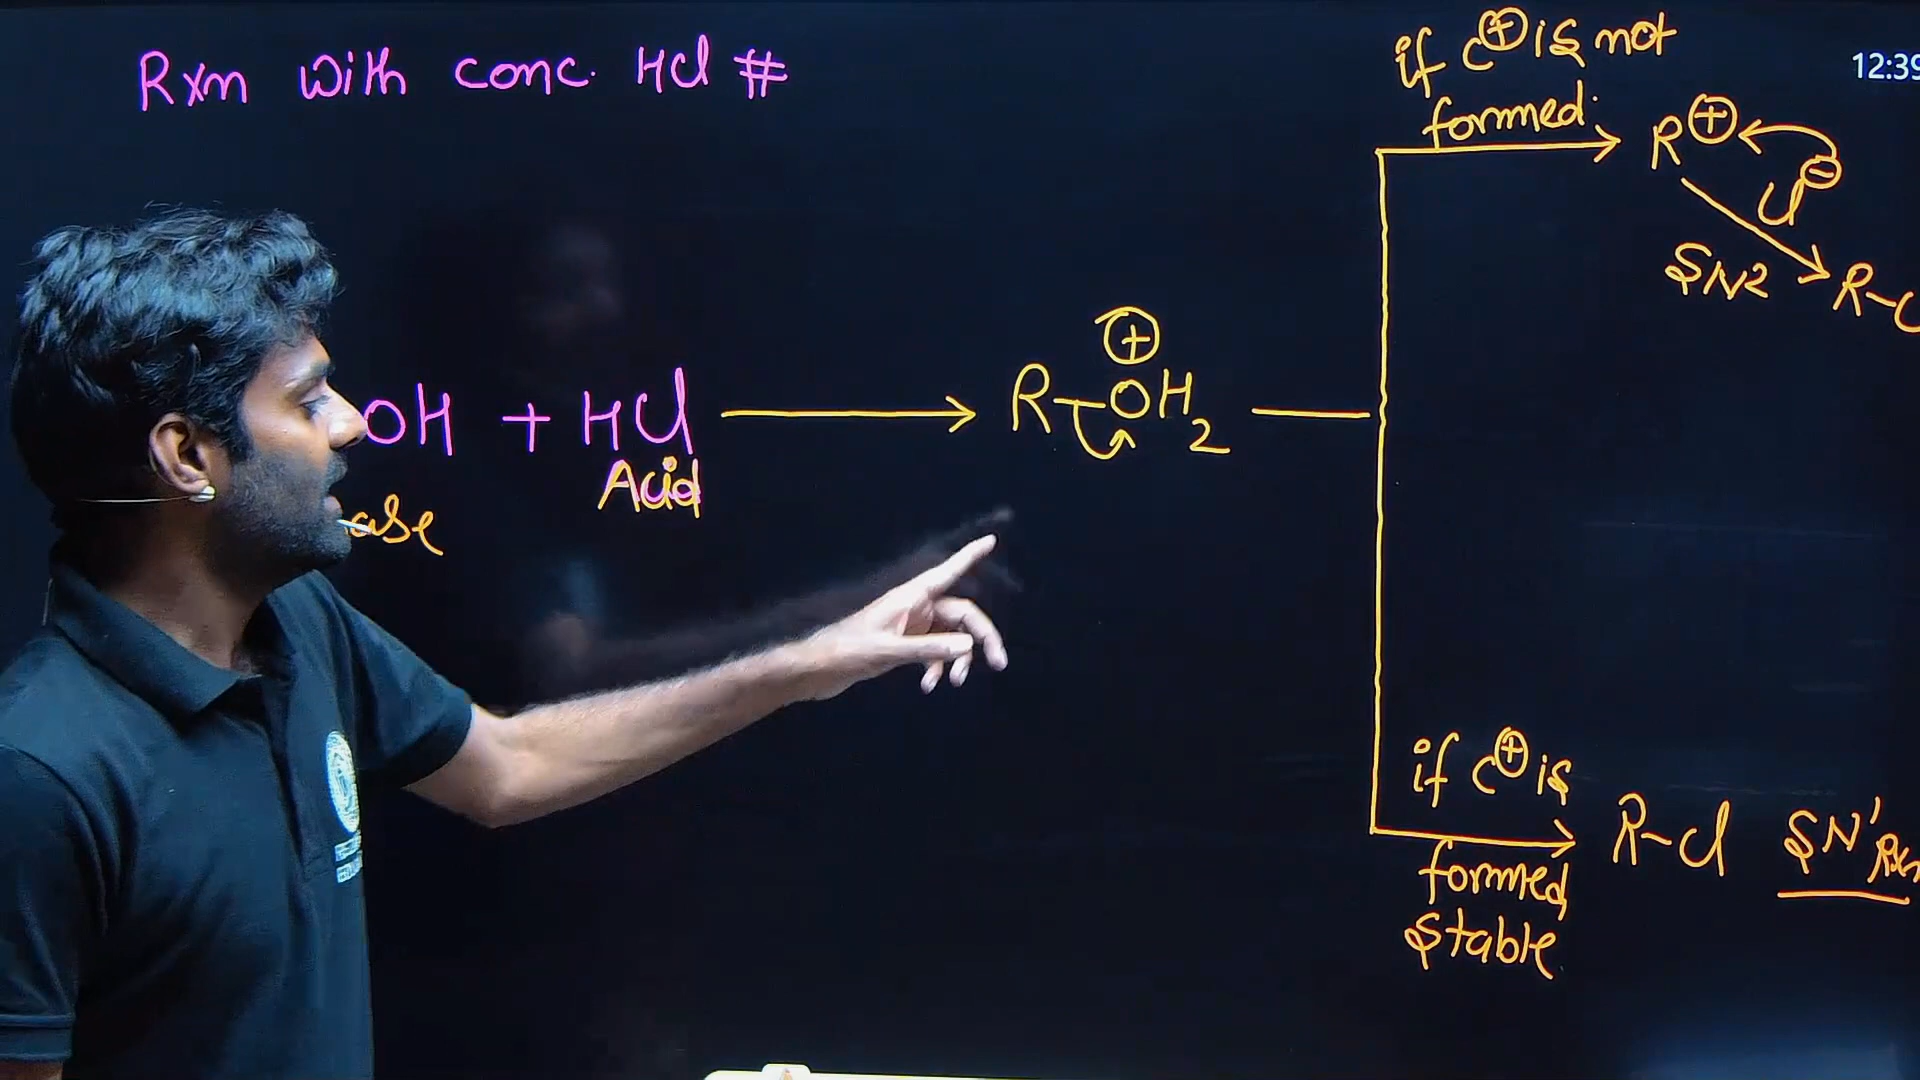 Rxn with conc. HCl #
if C⊕ is not
formed.
12:39
R⊕
Cl⊖
SN2
R-C
⊕
OH + HCl
R-OH2
Acid
ase
if C⊕ is
formed,
stable
R-Cl SN' Rxn